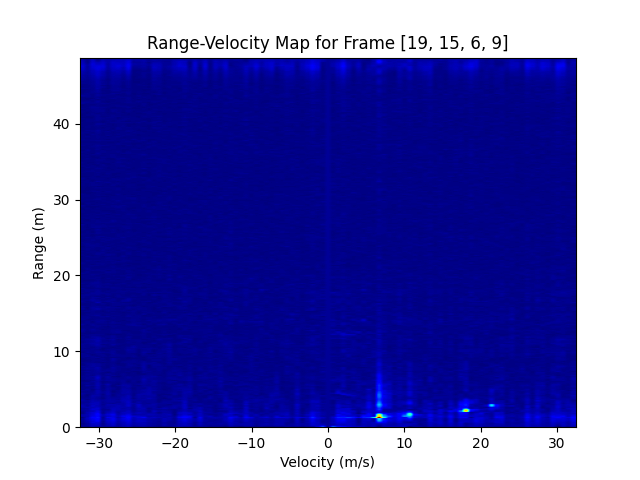 Range-Velocity Map for Frame [19, 15, 6, 9]
Range (m)
40
30
20
10
0
−30 −20 −10 0 10 20 30
Velocity (m/s)